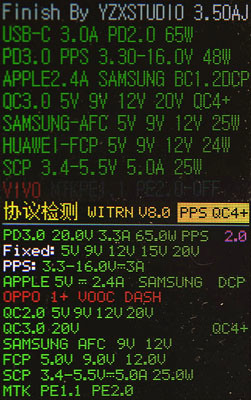 Finish By YZXSTUDIO 3.50AJ
USB-C 3.0A PD2.0 65W
PD3.0 PPS 3.30-16.0V 48W
APPLE2.4A SAMSUNG BC1.2DCP
QC3.0 5V 9V 12V 20V QC4+
SAMSUNG-AFC 5V 9V 12V 25W
HUAWEI-FCP 5V 9V 12V 24W
SCP 3.4-5.5V 5.0A 25W
VIVO MTKPE1.1 PE2.0-OFF
协议检测 WITRN V8.0 PPS QC4+
PD3.0 20.0V 3.3A 65.0W PPS 2.0
Fixed: 5V 9V 12V 15V 20V
PPS: 3.3-16.0V=3A
APPLE 5V = 2.4A SAMSUNG DCP
OPPO 1+ VOOC DASH
QC2.0 5V 9V 12V 20V
QC3.0 20V QC4+
SAMSUNG AFC 9V 12V
FCP 5.0V 9.0V 12.0V
SCP 3.4-5.5V=5.0A 25.0W
MTK PE1.1 PE2.0